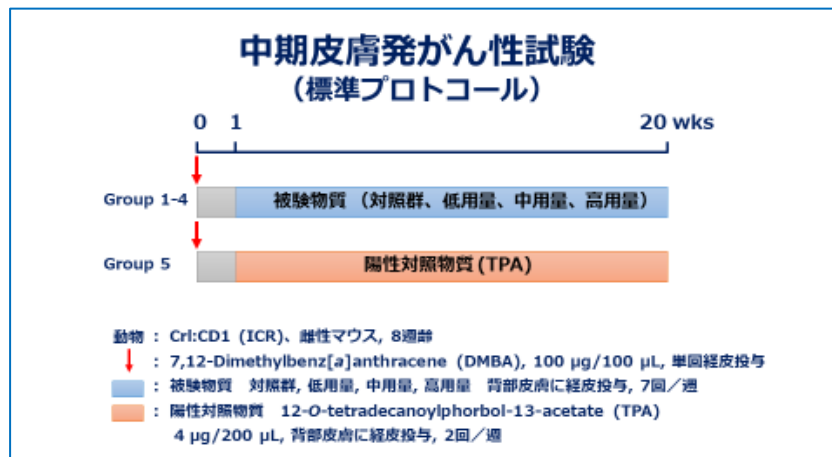 中期皮膚発がん性試験
（標準プロトコール）
0 1 20 wks
Group 1-4 被験物質 （対照群、低用量、中用量、高用量）
Group 5 陽性対照物質 (TPA)
動物 : Crl:CD1 (ICR)、雌性マウス, 8週齢
: 7,12-Dimethylbenz[a]anthracene (DMBA), 100 µg/100 µL, 単回経皮投与
: 被験物質 対照群, 低用量, 中用量, 高用量 背部皮膚に経皮投与, 7回／週
: 陽性対照物質 12-O-tetradecanoylphorbol-13-acetate (TPA)
4 µg/200 µL, 背部皮膚に経皮投与, 2回／週